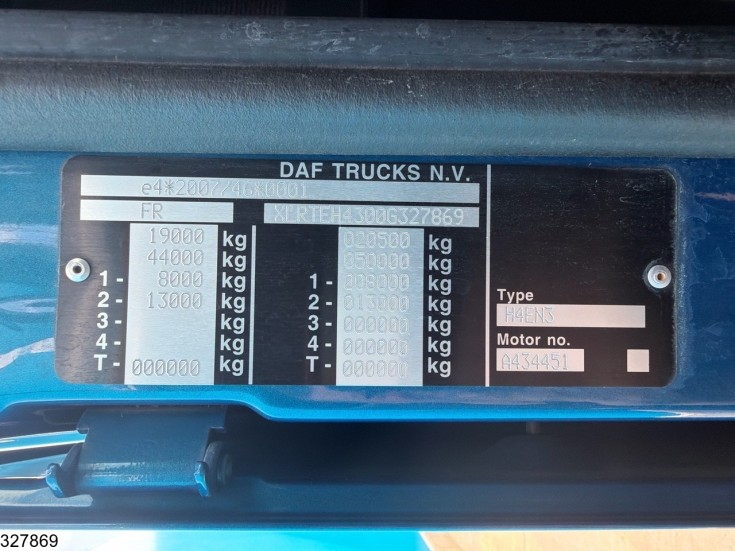 DAF TRUCKS N.V.
e4*2007/46*0001
FR XLRTEH4300G327869
19000 kg 020500 kg
44000 kg 050000 kg
1- 8000 kg 1- kg
2- 13000 kg 2- 013000 kg
3- kg 3- 000000 kg
4- kg 4- 000000 kg
T- 000000 kg T- 000000 kg
Type
H4EN3
Motor no.
A434451
327869